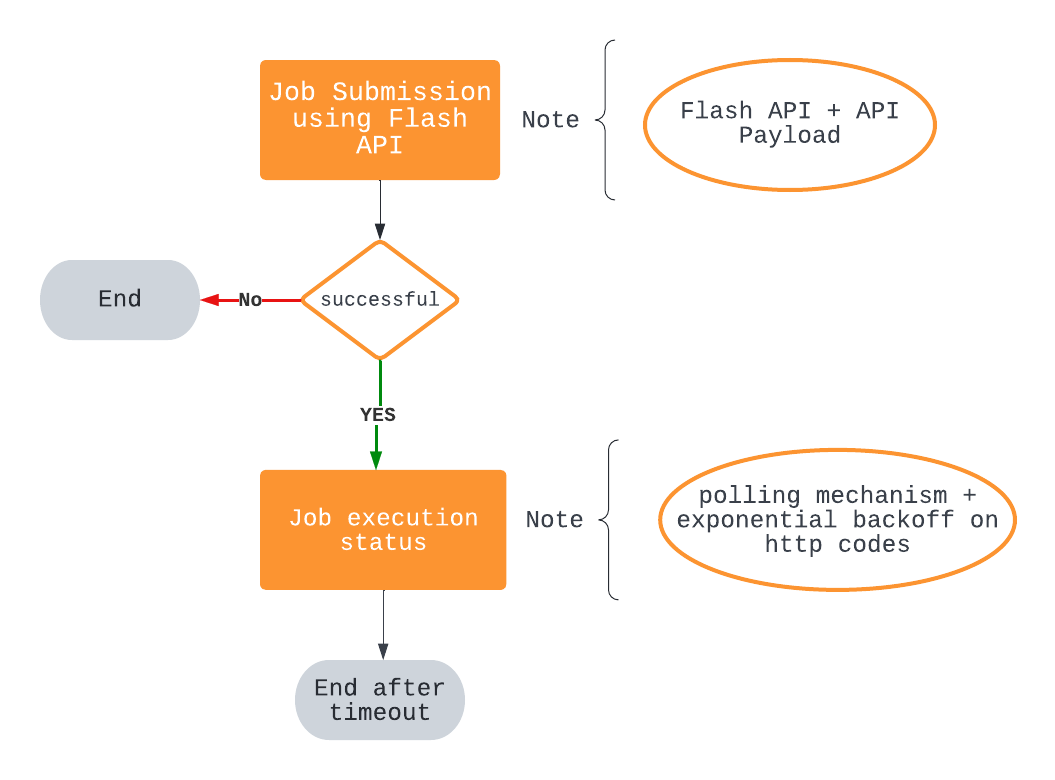 Job Submission
using Flash
API
Note
Flash API + API
Payload
End
No
successful
YES
Job execution
status
Note
polling mechanism +
exponential backoff on
http codes
End after
timeout